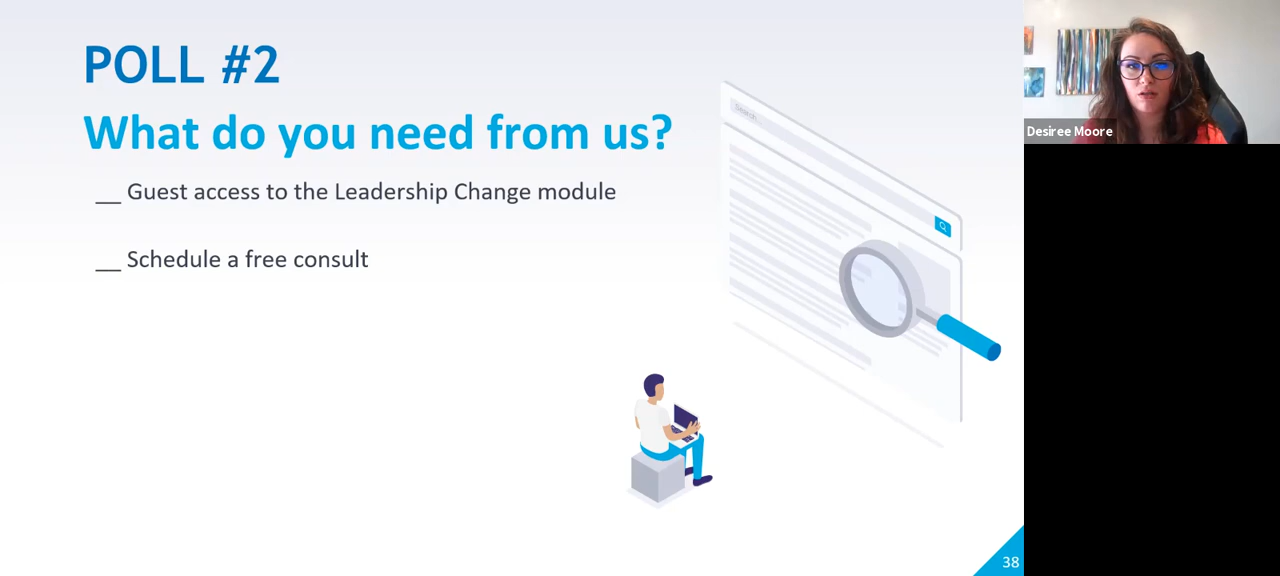 POLL #2
What do you need from us?
__ Guest access to the Leadership Change module
__ Schedule a free consult
Search...
Desiree Moore
38